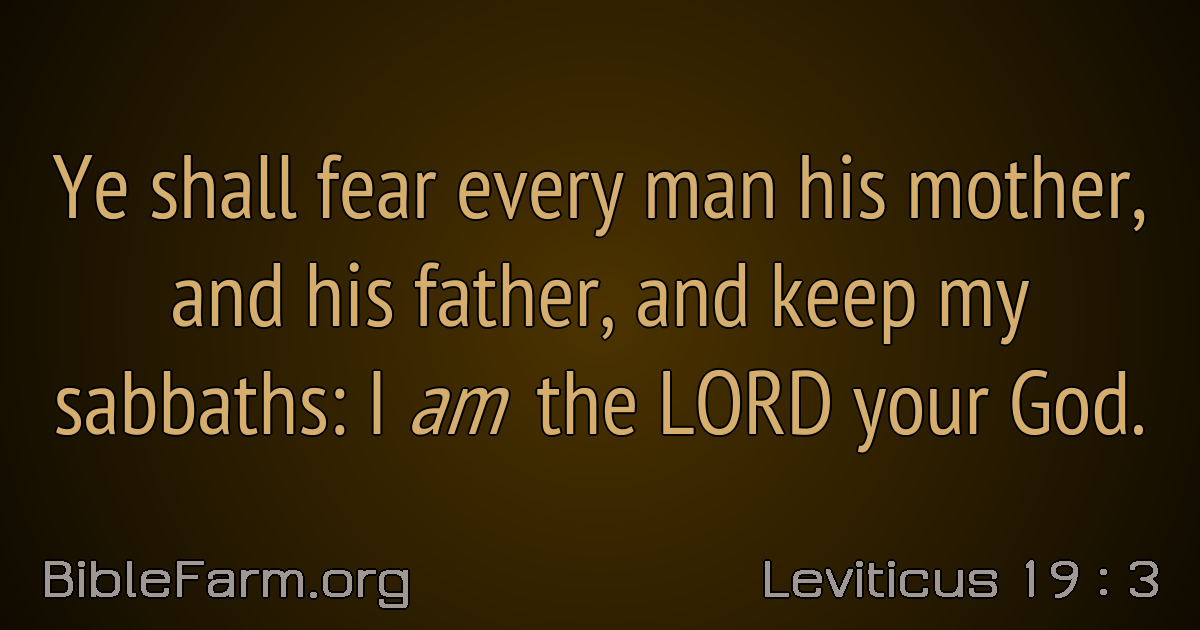 Ye shall fear every man his mother,
and his father, and keep my
sabbaths: I am the LORD your God.
BibleFarm.org
Leviticus 19 : 3